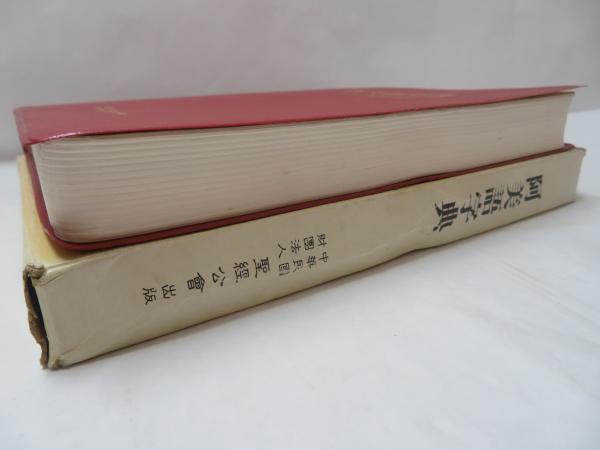 阿美語字典
財團法人
中華民國
聖經公會
出版